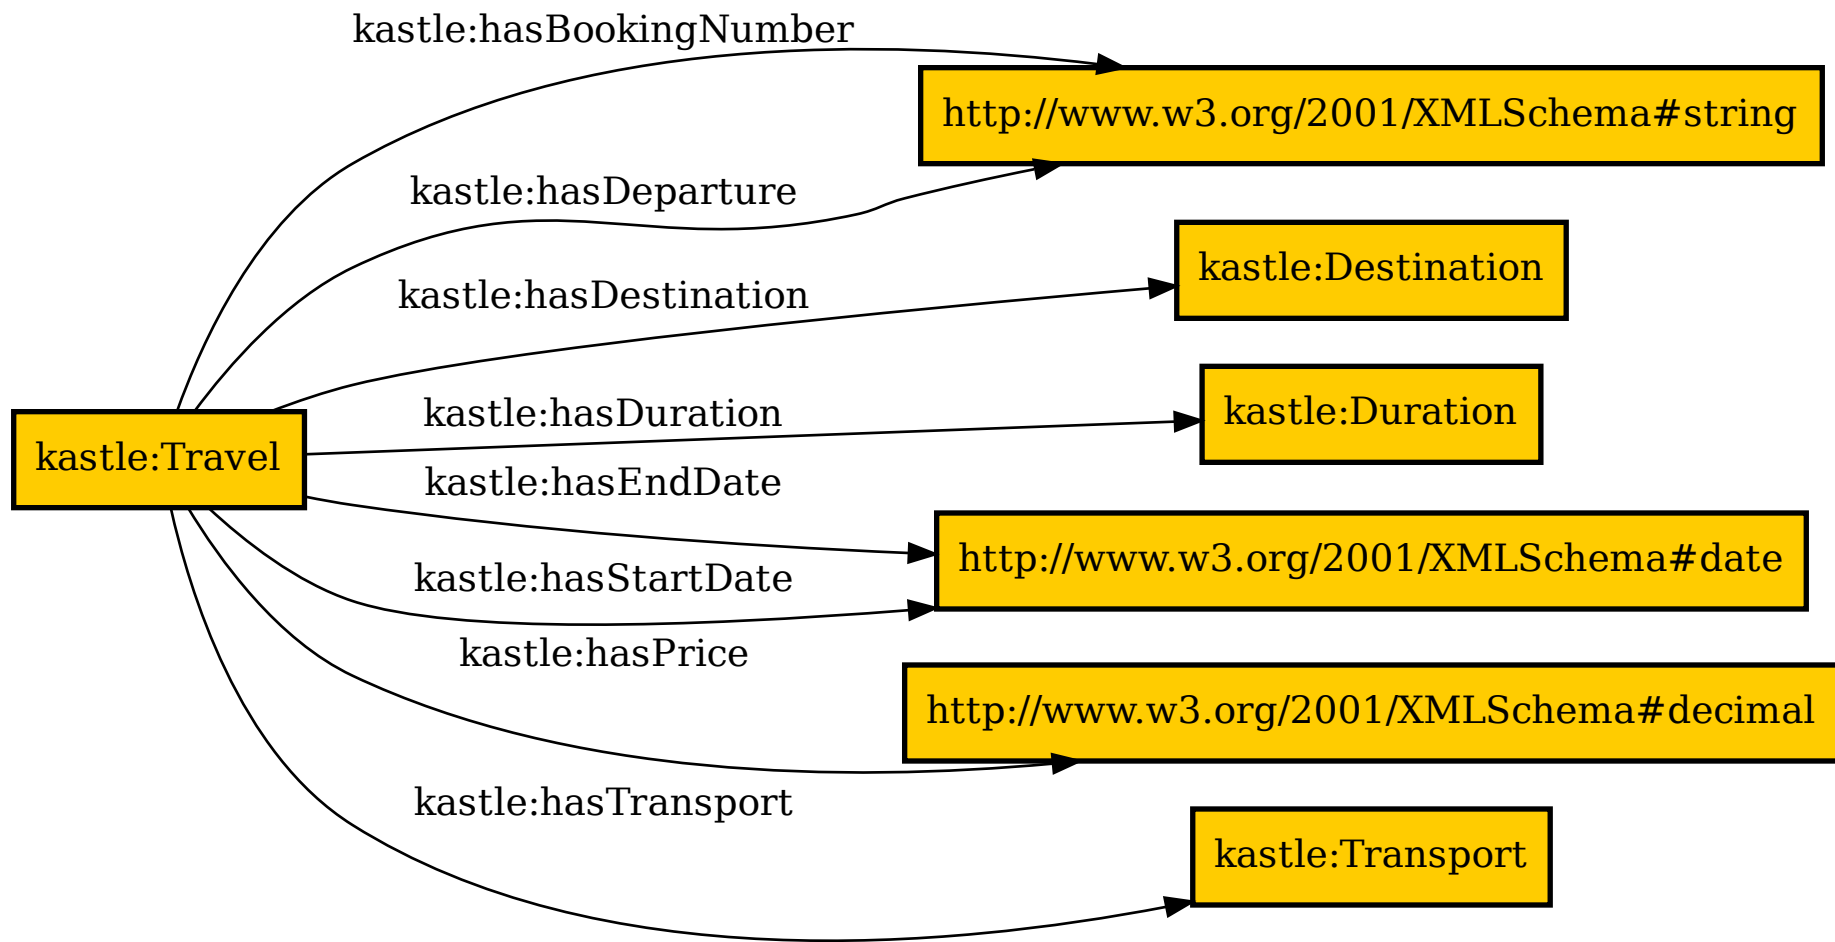 kastle:hasBookingNumber
http://www.w3.org/2001/XMLSchema#string
kastle:hasDeparture
kastle:Destination
kastle:hasDestination
kastle:Duration
kastle:hasDuration
kastle:Travel
kastle:hasEndDate
http://www.w3.org/2001/XMLSchema#date
kastle:hasStartDate
kastle:hasPrice
http://www.w3.org/2001/XMLSchema#decimal
kastle:hasTransport
kastle:Transport